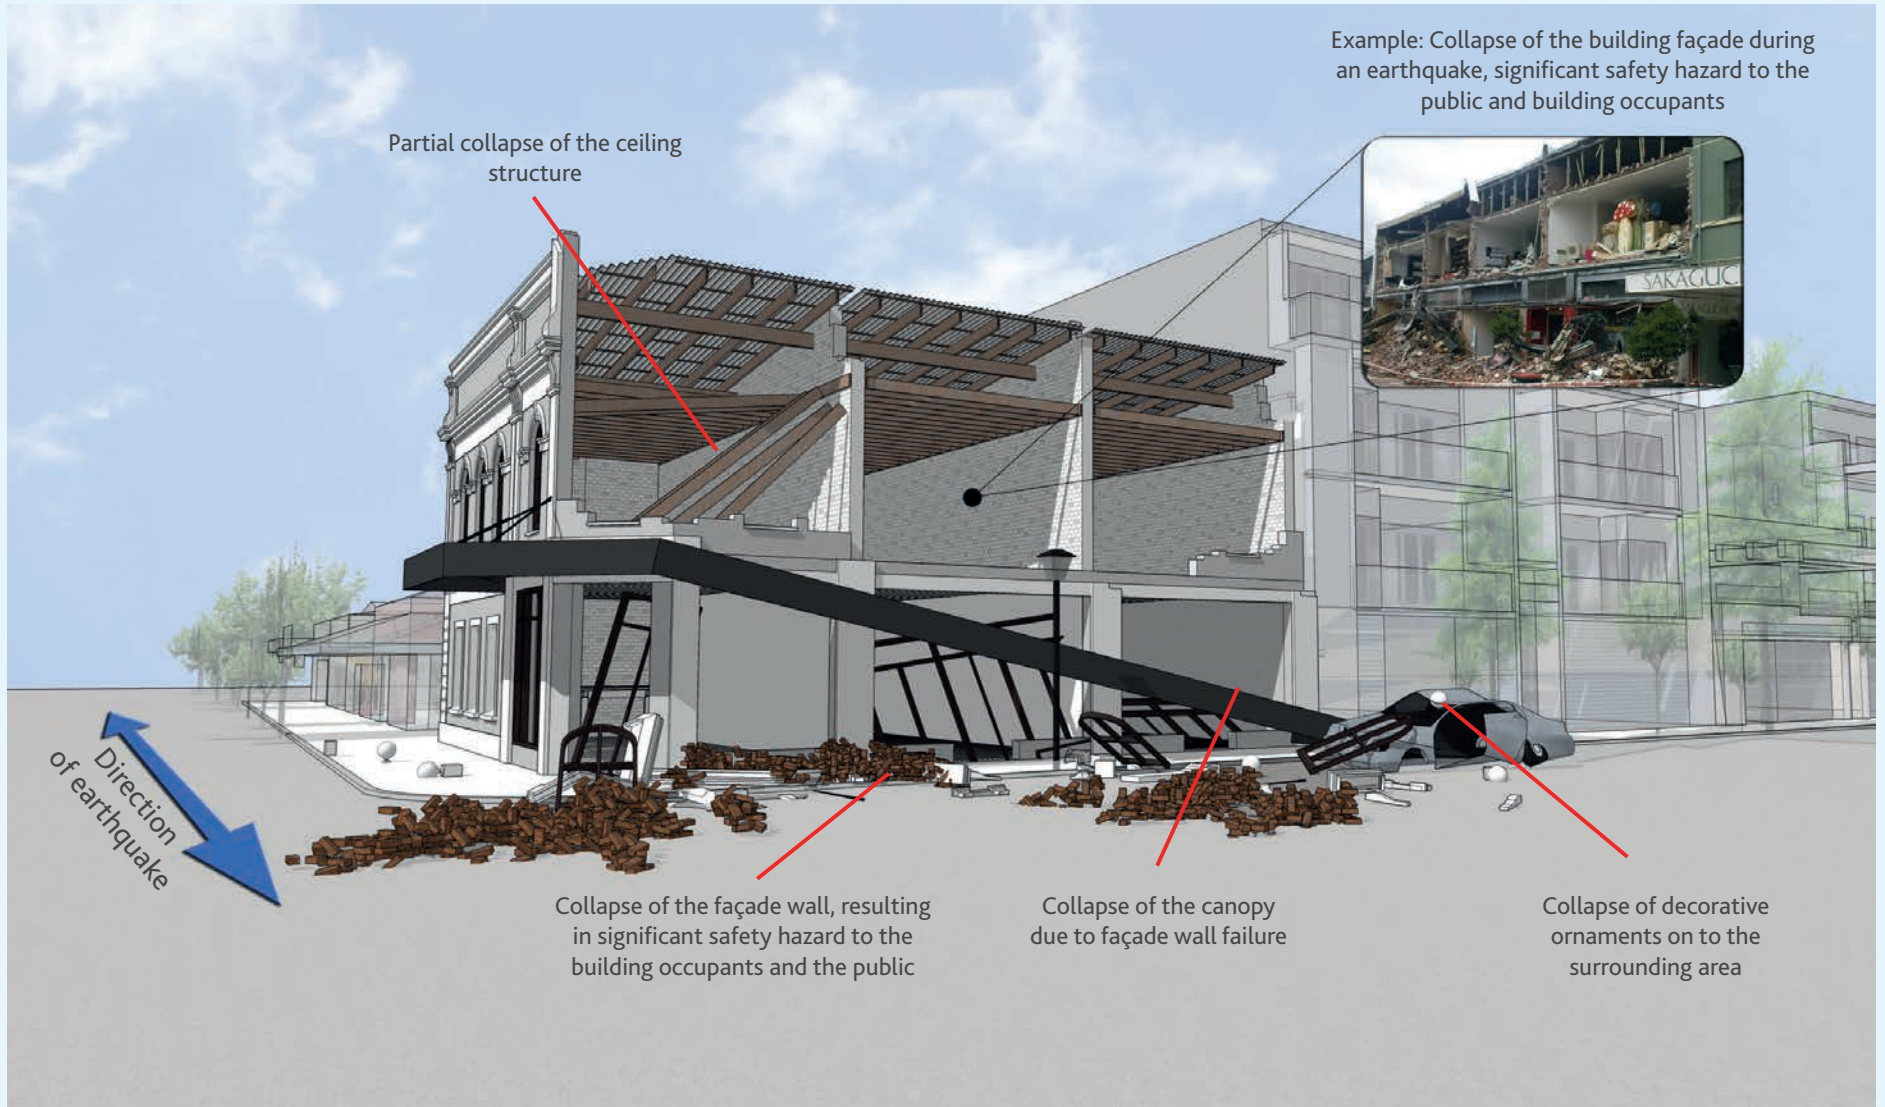 Example: Collapse of the building façade during
an earthquake, significant safety hazard to the
public and building occupants
Partial collapse of the ceiling
structure
SAKAGUC
Direction
of earthquake
Collapse of the façade wall, resulting
in significant safety hazard to the
building occupants and the public
Collapse of the canopy
due to façade wall failure
Collapse of decorative
ornaments on to the
surrounding area